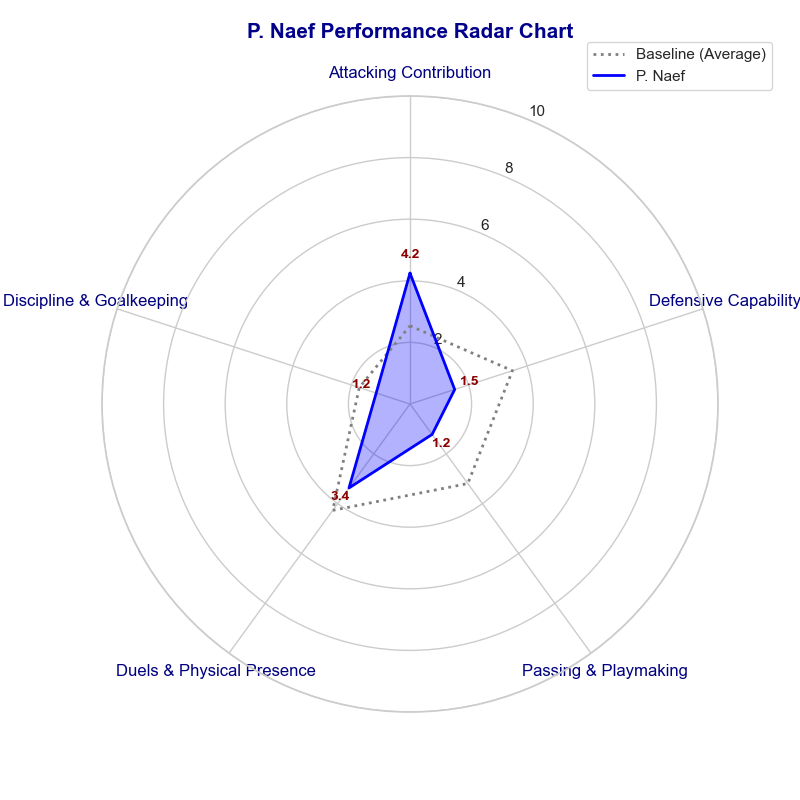 P. Naef Performance Radar Chart
Baseline (Average)
P. Naef
Attacking Contribution
10
8
6
4.2
4
Discipline & Goalkeeping
Defensive Capability
2
1.2
1.5
1.2
3.4
Duels & Physical Presence
Passing & Playmaking